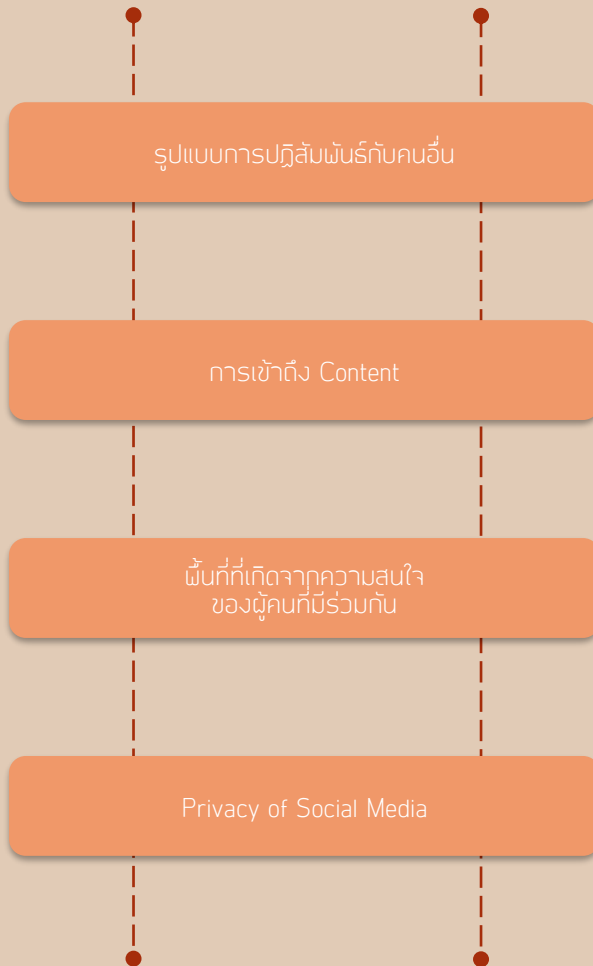 รูปแบบการปฏิสัมพันธ์กับคนอื่น
การเข้าถึง Content
พื้นที่ที่เกิดจากความสนใจ
ของผู้คนที่มีร่วมกัน
Privacy of Social Media